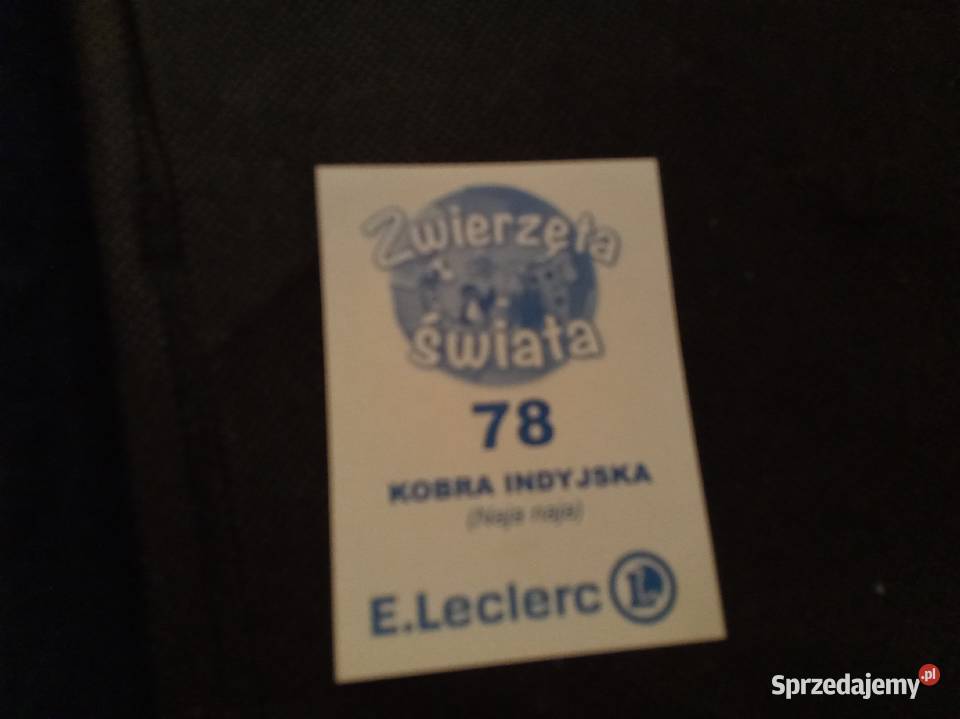 Zwierzęta
świata
78
KOBRA INDYJSKA
(Naja naja)
E.Leclerc L
Sprzedajemy.pl